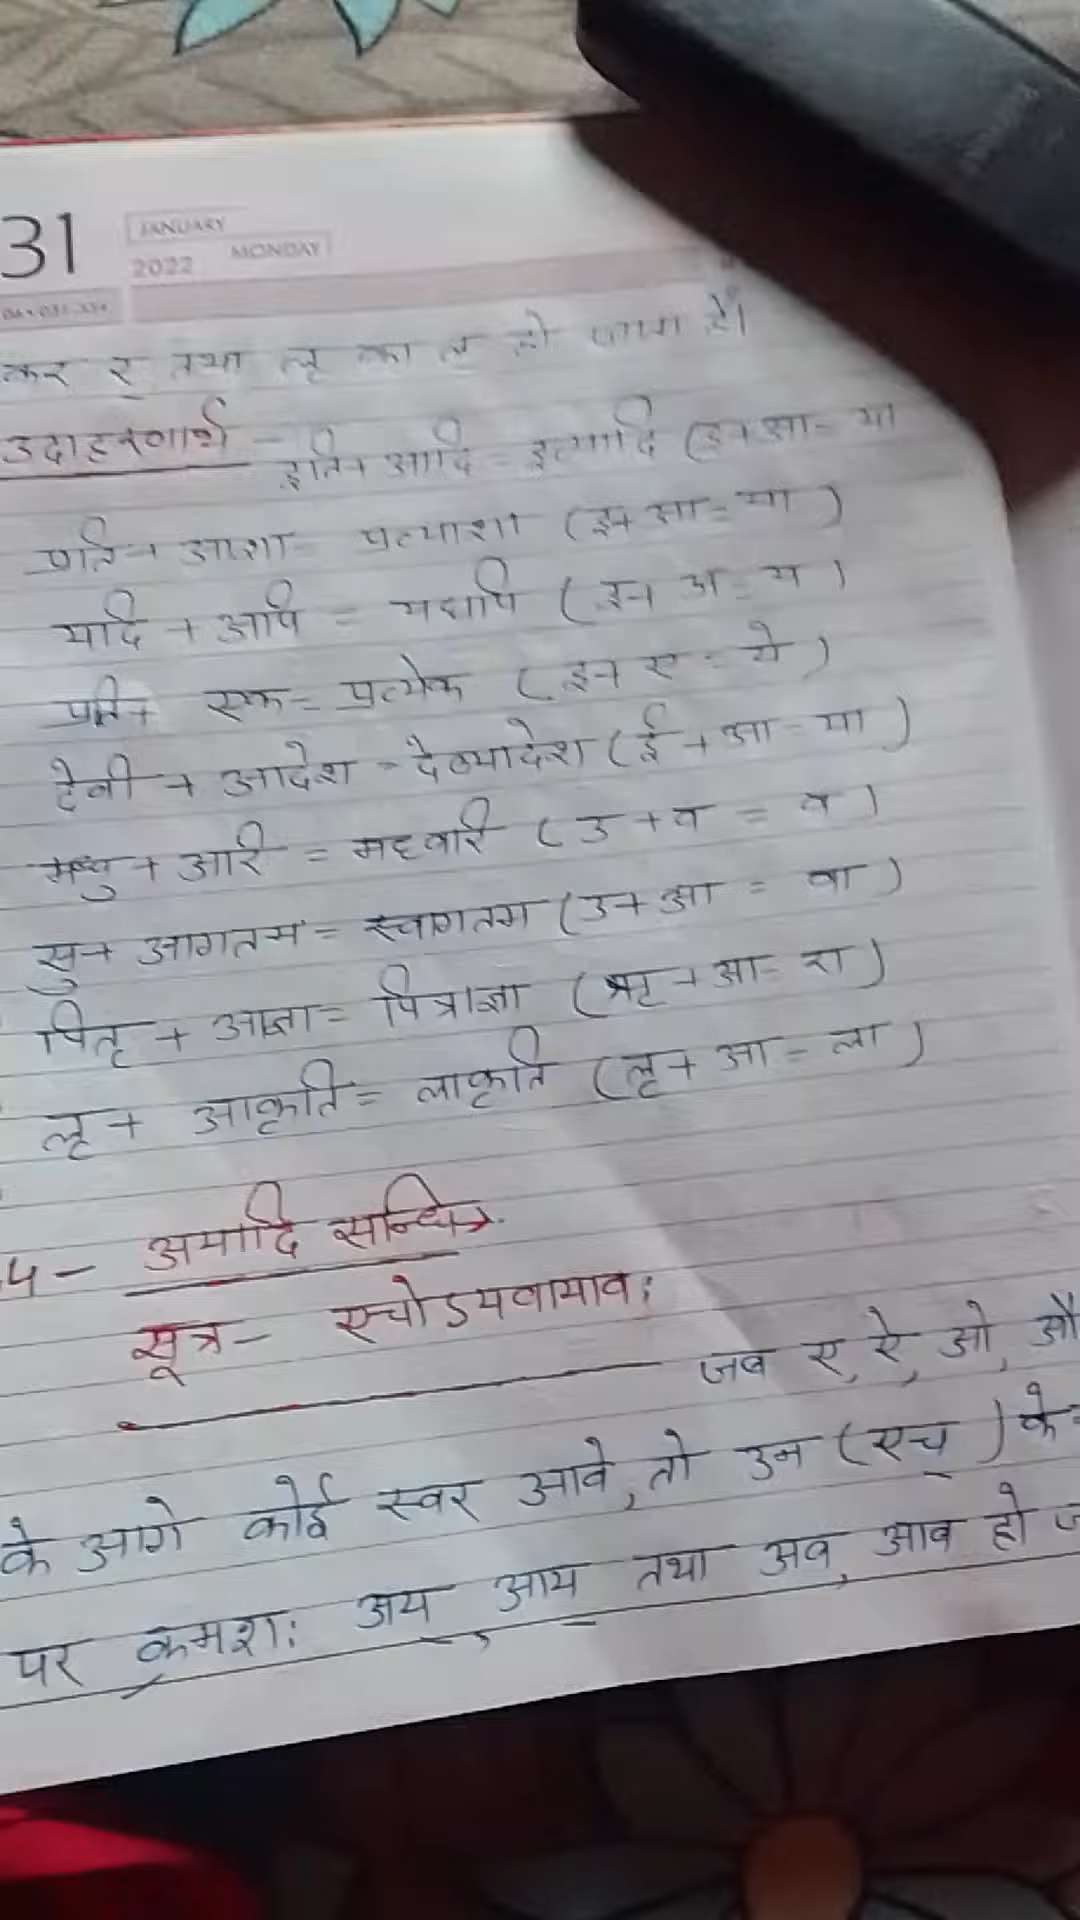 31
JANUARY
2022 MONDAY
कर र् तथा लृ का ल् हो जाता है।
उदाहरणार्थ - इति+ आदि = इत्यादि (इ+आ= या
प्रति+ आशा= प्रत्याशा (इ+ आ= या)
यदि + अपि = यद्यपि (इ+ अ= य)
प्रति+ एक= प्रत्येक (इ+ ए= ये)
देवी + आदेश = देव्यादेश (ई + आ = या)
मधु + अरि = मध्वरि (उ + व = व)
सु+ आगतम= स्वागतम (उ+ आ = वा)
पितृ + आज्ञा= पित्राज्ञा (ऋ + आ= रा)
लृ+ आकृति= लाकृति (लृ+ आ= ला)
4- अयादि सन्धि
सूत्र- एचोऽयवायावः
जब ए, ऐ, ओ, औ
के आगे कोई स्वर आवे, तो उन (एच्) के
पर क्रमशः अय्, आय तथा अव, आव हो